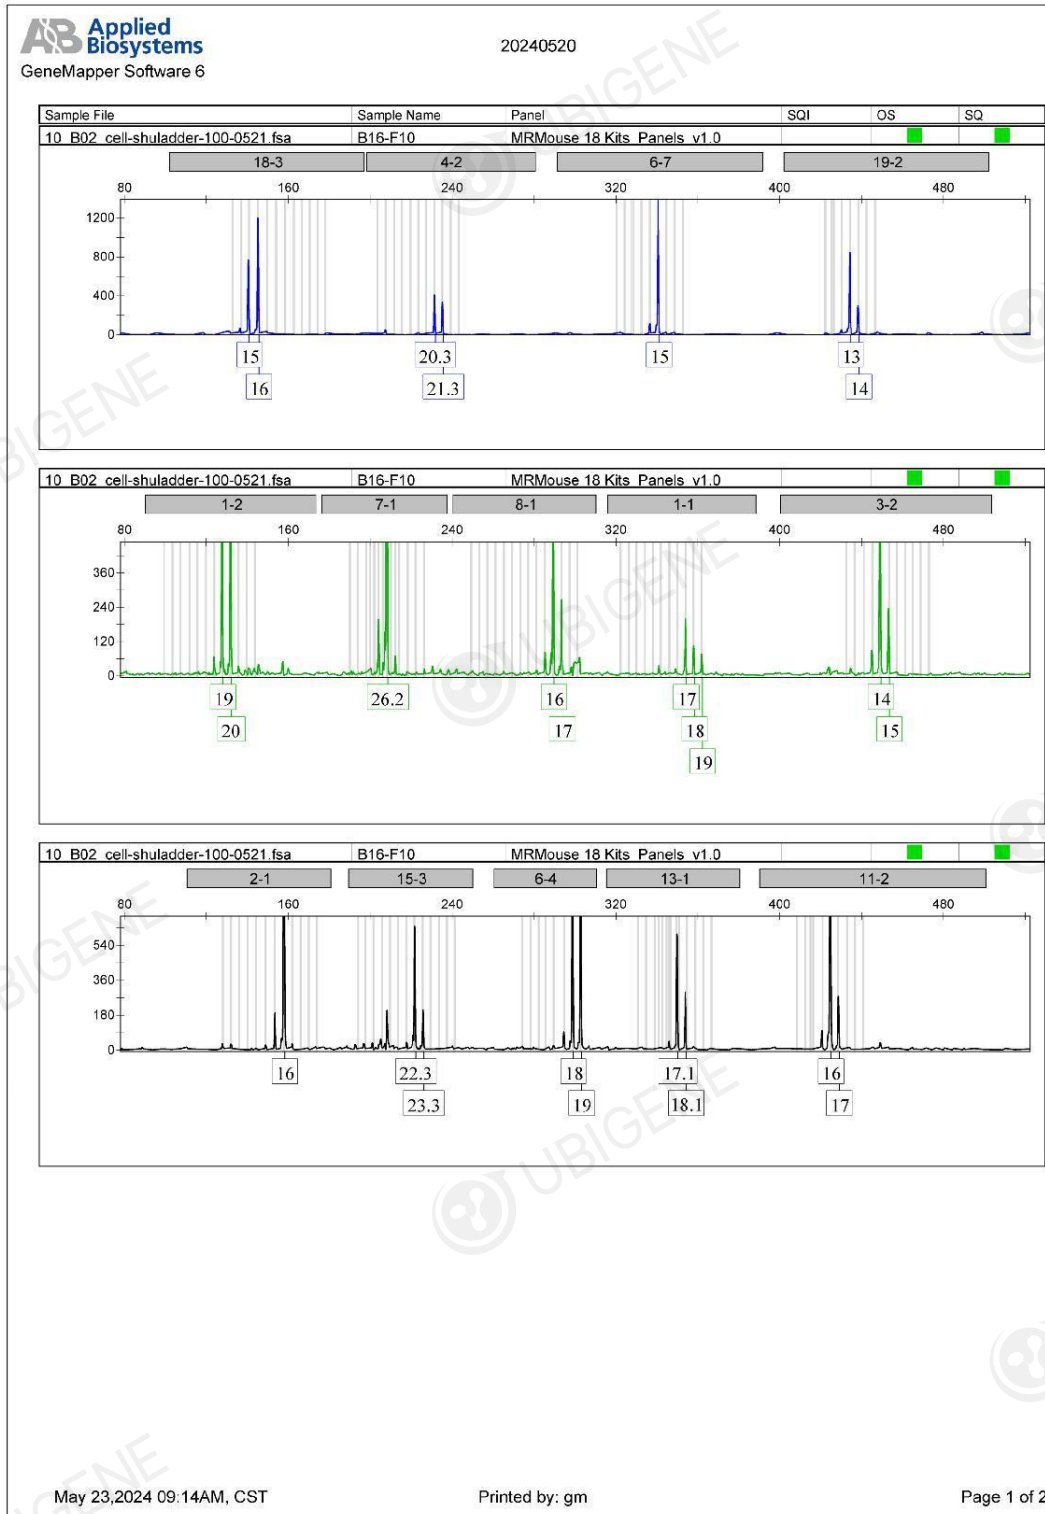 AB Applied Biosystems
GeneMapper Software 6
20240520
Sample File Sample Name Panel SQI OS SQ
10_B02_cell-shuladder-100-0521.fsa B16-F10 MRMouse 18 Kits_Panels_v1.0
18-3 4-2 6-7 19-2
80 160 240 320 400 480
1200
800
400
0
15 20.3 15 13
16 21.3 14
10_B02_cell-shuladder-100-0521.fsa B16-F10 MRMouse 18 Kits_Panels_v1.0
1-2 7-1 8-1 1-1 3-2
80 160 240 320 400 480
360
240
120
0
19 26.2 16 17 14
20 17 18 15
19
10_B02_cell-shuladder-100-0521.fsa B16-F10 MRMouse 18 Kits_Panels_v1.0
2-1 15-3 6-4 13-1 11-2
80 160 240 320 400 480
540
360
180
0
16 22.3 18 17.1 16
23.3 19 18.1 17
UBIGENE
UBIGENE
UBIGENE
UBIGENE
UBIGENE
May 23,2024 09:14AM, CST Printed by: gm Page 1 of 2